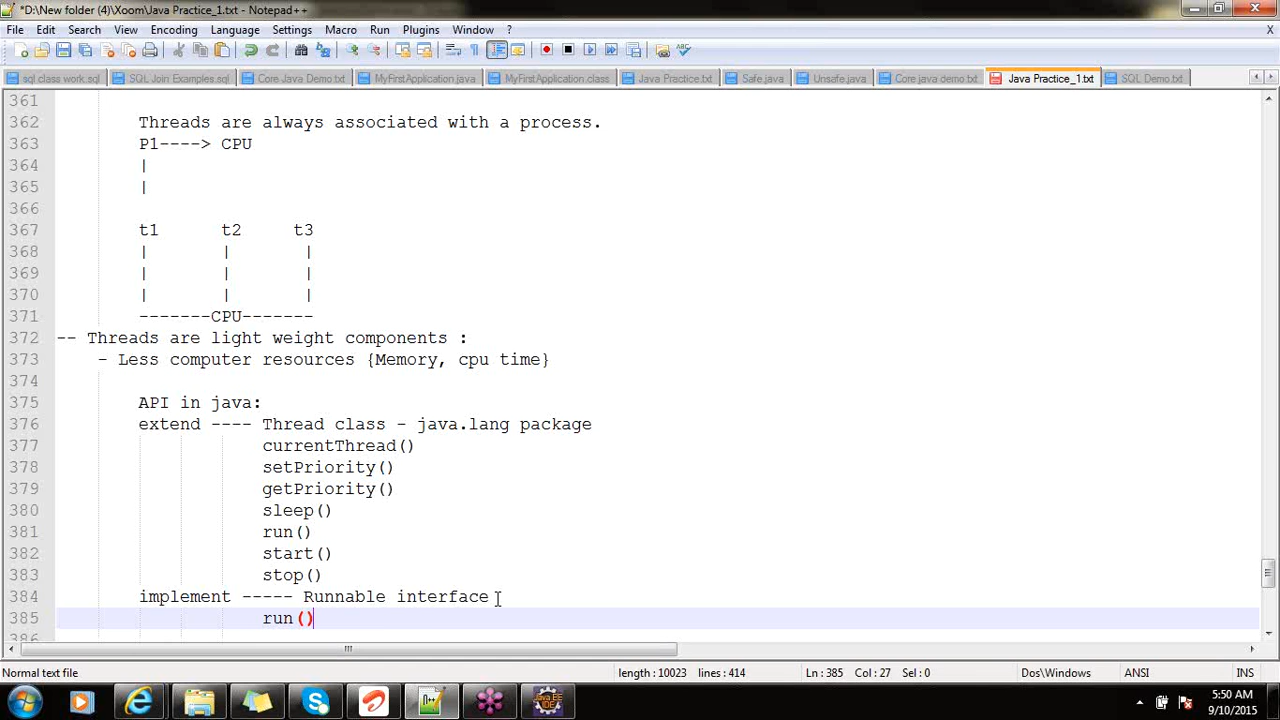 *D:\New folder (4)\Xoom\Java Practice_1.txt - Notepad++
File Edit Search View Encoding Language Settings Macro Run Plugins Window ? X
sql class work.sql SQL Join Examples.sql Core Java Demo.txt MyFirstApplication.java MyFirstApplication.class Java Practice.txt Safe.java Unsafe.java Core java demo.txt Java Practice_1.txt SQL Demo.txt
361
362 Threads are always associated with a process.
363 P1----> CPU
364 |
365 |
366
367 t1 t2 t3
368 | | |
369 | | |
370 | | |
371 -------CPU-------
372 -- Threads are light weight components :
373 - Less computer resources {Memory, cpu time}
374
375 API in java:
376 extend ---- Thread class - java.lang package
377 currentThread()
378 setPriority()
379 getPriority()
380 sleep()
381 run()
382 start()
383 stop()
384 implement ----- Runnable interface
385 run()
386
Normal text file length : 10023 lines : 414 Ln : 385 Col : 27 Sel : 0 Dos\Windows ANSI INS
5:50 AM
9/10/2015